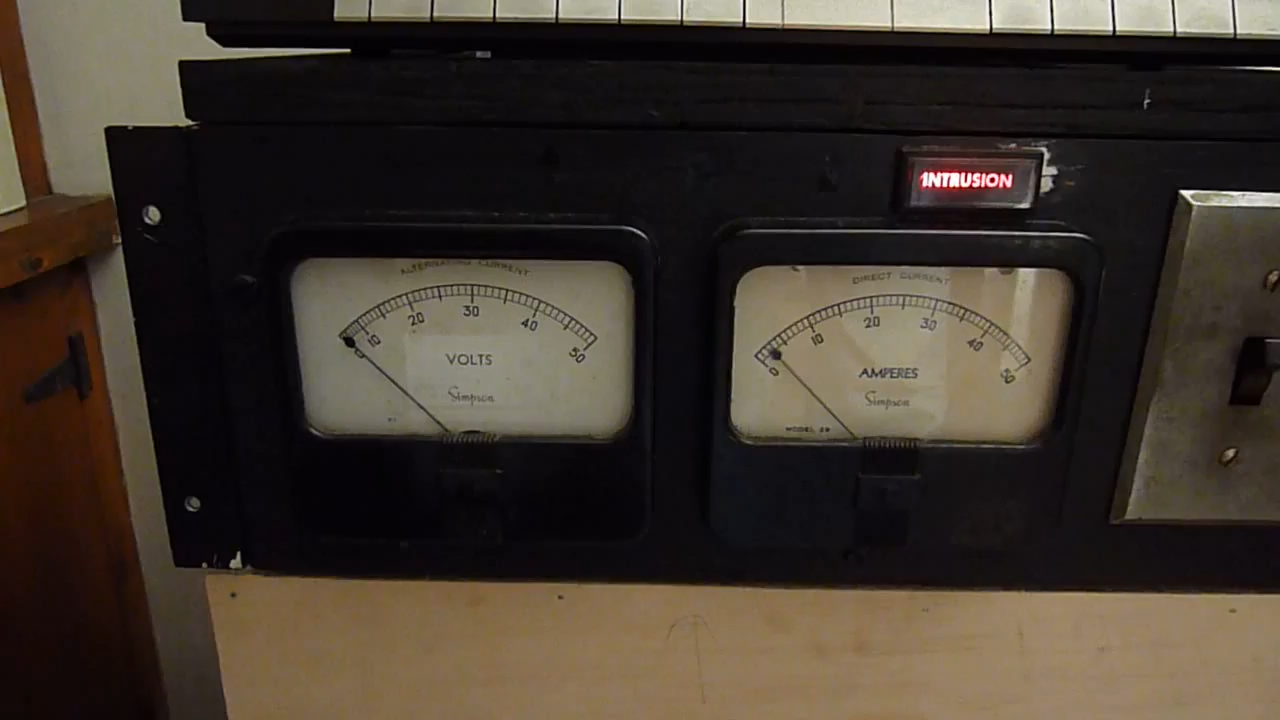 INTRUSION
ALTERNATING CURRENT
0 10 20 30 40 50
VOLTS
Simpson
DIRECT CURRENT
0 10 20 30 40 50
AMPERES
Simpson
MODEL 29